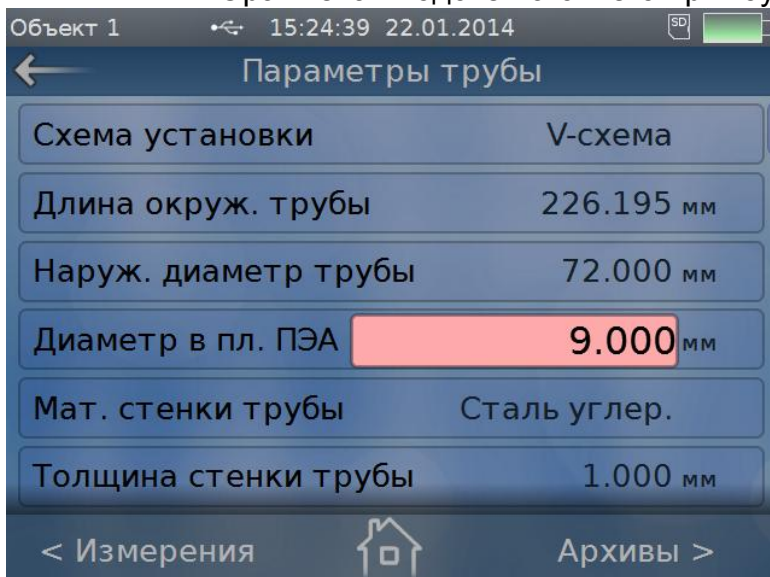 Объект 1 15:24:39 22.01.2014 SD
Параметры трубы
Схема установки V-схема
Длина окруж. трубы 226.195 мм
Наруж. диаметр трубы 72.000 мм
Диаметр в пл. ПЭА 9.000 мм
Мат. стенки трубы Сталь углер.
Толщина стенки трубы 1.000 мм
< Измерения Архивы >